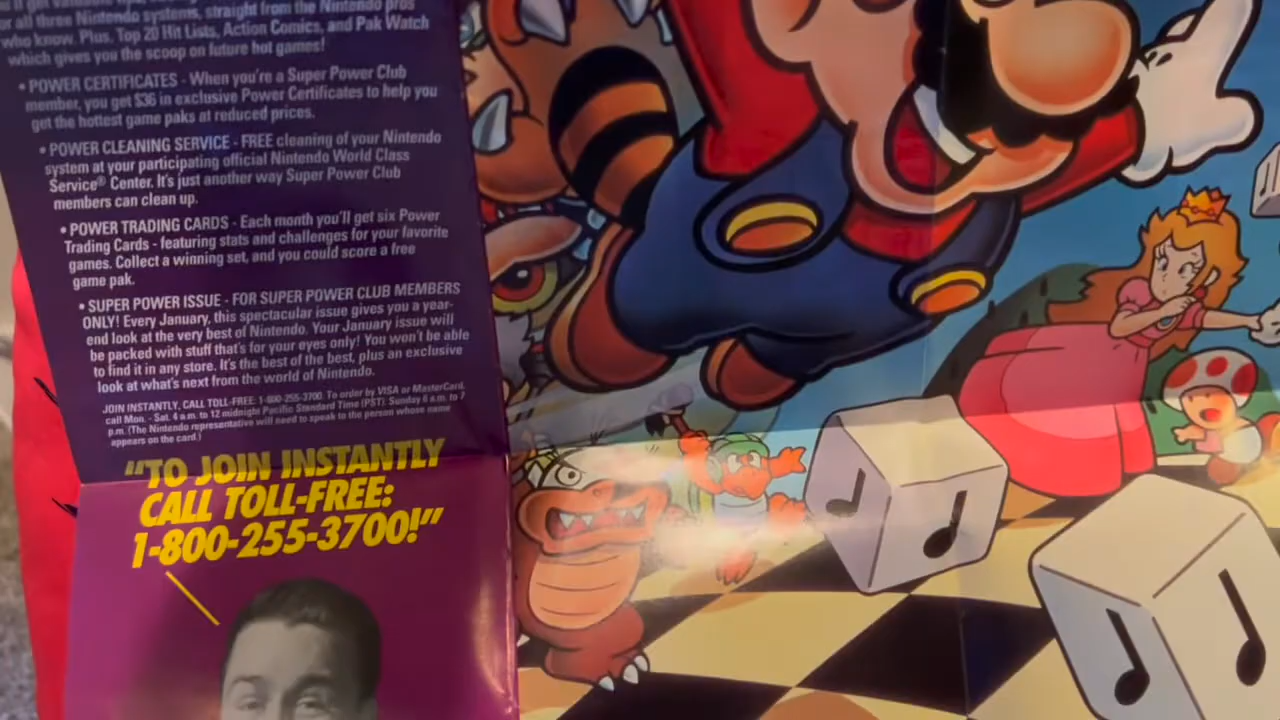 or all three Nintendo systems, straight from the Nintendo pros
who know. Plus. Top 20 Hit Lists, Action Comics, and Pak Watch
which gives you the scoop on future hot games!
• POWER CERTIFICATES - When you're a Super Power Club
member, you get $36 in exclusive Power Certificates to help you
get the hottest game paks at reduced prices.
• POWER CLEANING SERVICE - FREE cleaning of your Nintendo
system at your participating official Nintendo World Class
Service® Center. It's just another way Super Power Club
members can clean up.
• POWER TRADING CARDS - Each month you'll get six Power
Trading Cards - featuring stats and challenges for your favorite
games. Collect a winning set, and you could score a free
game pak.
• SUPER POWER ISSUE - FOR SUPER POWER CLUB MEMBERS
ONLY! Every January, this spectacular issue gives you a year-
end look at the very best of Nintendo. Your January issue will
be packed with stuff that's for your eyes only! You won't be able
to find it in any store. It's the best of the best, plus an exclusive
look at what's next from the world of Nintendo.
JOIN INSTANTLY, CALL TOLL-FREE: 1-800-255-3700. To order by VISA or MasterCard,
call Mon. - Sat. 4 a.m. to 12 midnight Pacific Standard Time (PST). Sunday 6 a.m. to 7
p.m. (The Nintendo representative will need to speak to the person whose name
appears on the card.)
"TO JOIN INSTANTLY
CALL TOLL-FREE:
1-800-255-3700!"